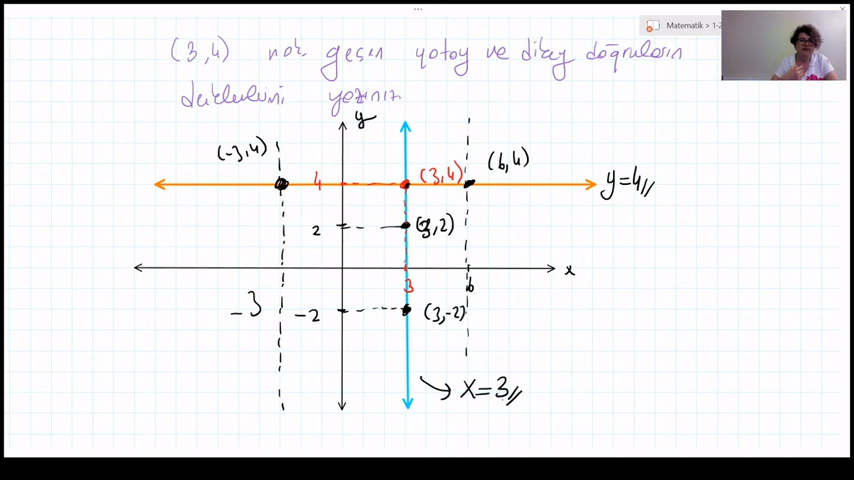 Matematik > 1-2
(3,4) nok. geçen yatay ve dikey doğruların
denklemlerini yazınız
y
(-3,4)
4
(3,4)
(6,4)
y=4
2
(3,2)
x
3
6
-3
-2
(3,-2)
x=3